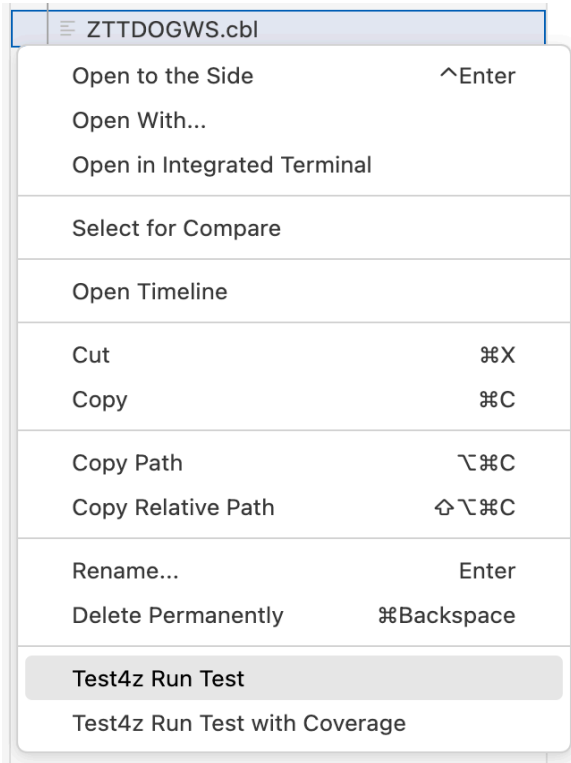 ZTTDOGWS.cbl
Open to the Side ^Enter
Open With...
Open in Integrated Terminal
Select for Compare
Open Timeline
Cut ⌘X
Copy ⌘C
Copy Path ⌥⌘C
Copy Relative Path ⇧⌥⌘C
Rename... Enter
Delete Permanently ⌘Backspace
Test4z Run Test
Test4z Run Test with Coverage